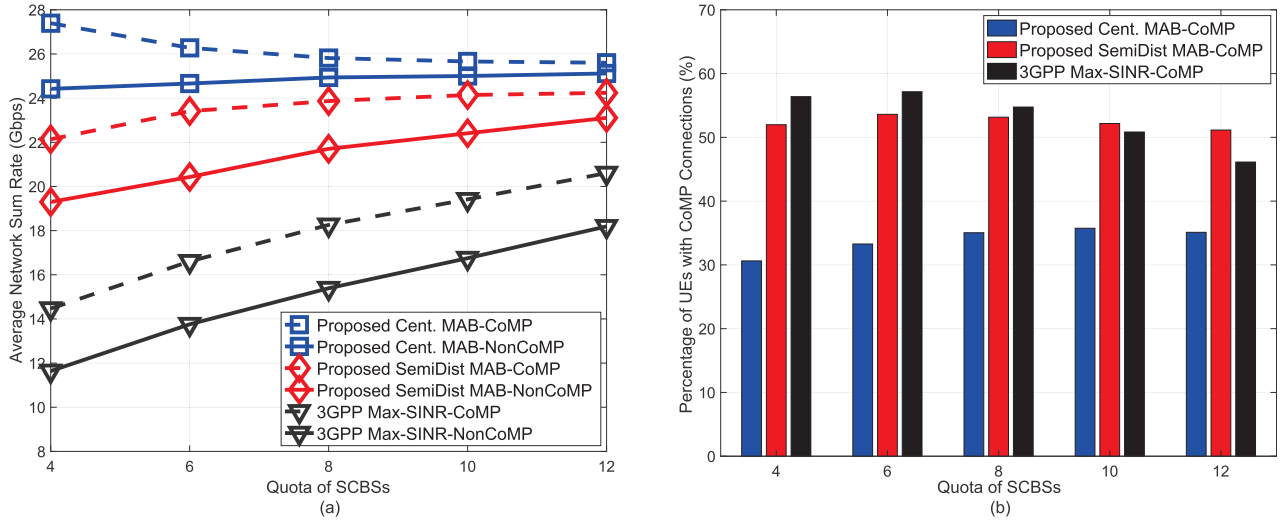 28
26
24
22
20
18
16
14
12
10
8
Average Network Sum Rate (Gbps)
Proposed Cent. MAB-CoMP
Proposed Cent. MAB-NonCoMP
Proposed SemiDist MAB-CoMP
Proposed SemiDist MAB-NonCoMP
3GPP Max-SINR-CoMP
3GPP Max-SINR-NonCoMP
4 6 8 10 12
Quota of SCBSs
(a)
70
60
50
40
30
20
10
0
Percentage of UEs with CoMP Connections (%)
Proposed Cent. MAB-CoMP
Proposed SemiDist MAB-CoMP
3GPP Max-SINR-CoMP
4 6 8 10 12
Quota of SCBSs
(b)